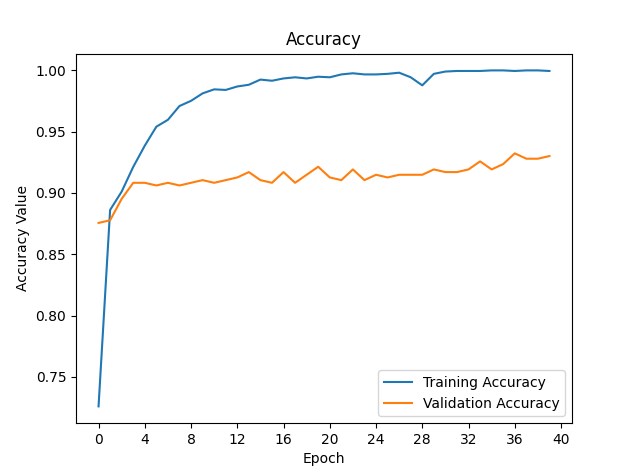 Accuracy
1.00
0.95
0.90
0.85
0.80
0.75
Accuracy Value
Training Accuracy
Validation Accuracy
0 4 8 12 16 20 24 28 32 36 40
Epoch